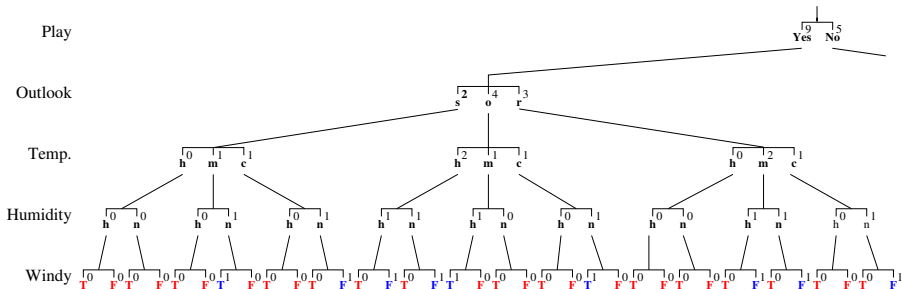 Play Yes 9 No 5
Outlook s 2 o 4 r 3
Temp. h 0 m 1 c 1 h 2 m 1 c 1 h 0 m 2 c 1
Humidity h 0 n 0 h 0 n 1 h 0 n 1 h 1 n 1 h 1 n 0 h 0 n 1 h 0 n 0 h 1 n 1 h 0 n 1
Windy T 0 F 0 T 0 F 0 T 0 F 0 T 1 F 0 T 0 F 0 T 0 F 1 T 0 F 1 T 0 F 1 T 1 F 0 T 0 F 0 T 0 F 0 T 1 F 0 T 0 F 0 T 0 F 0 T 0 F 1 T 0 F 1 T 0 F 0 T 0 F 1